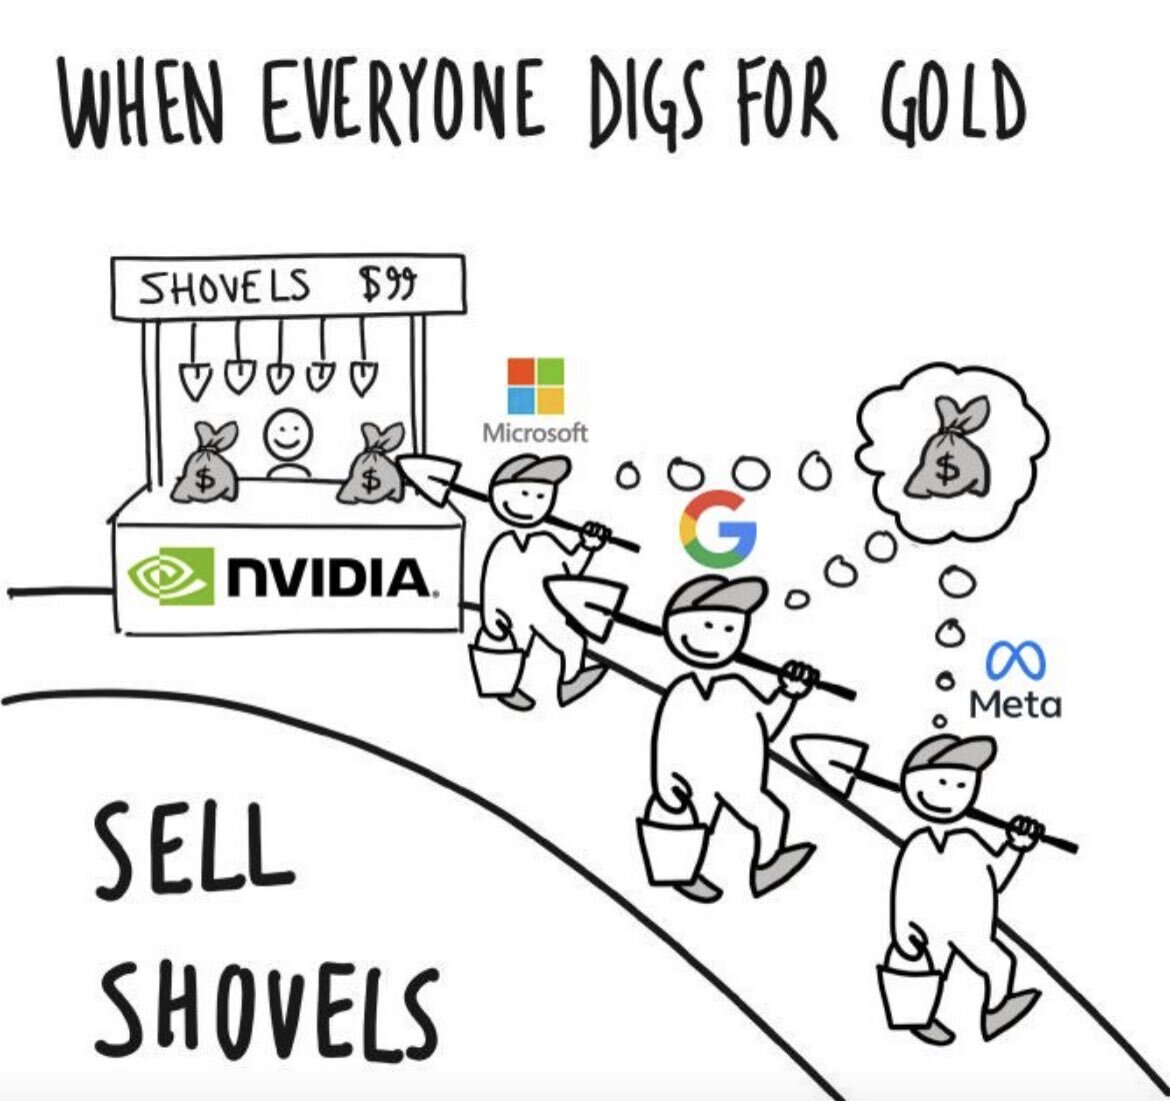 WHEN EVERYONE DIGS FOR GOLD
SHOVELS $99
Microsoft
$
$
$
G
NVIDIA.
Meta
SELL
SHOVELS